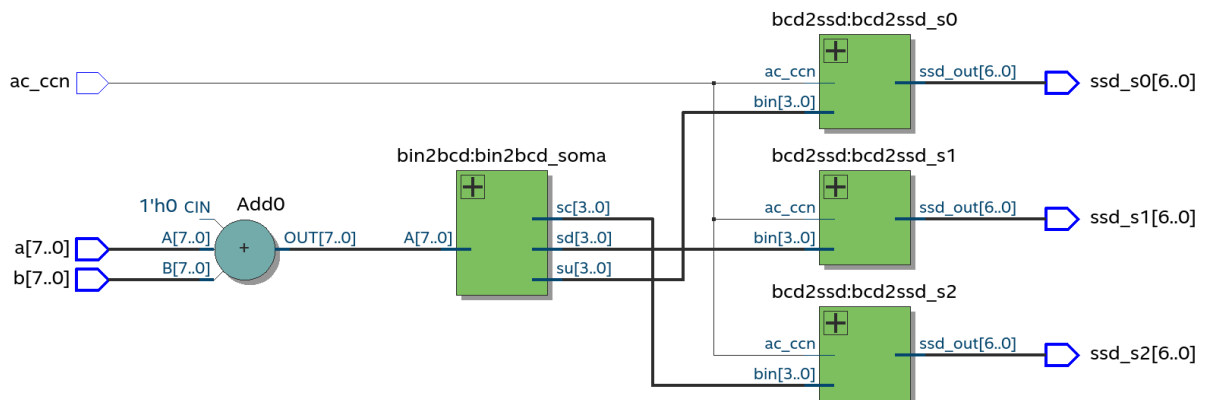 bcd2ssd:bcd2ssd_s0
ac_ccn
ac_ccn
ssd_out[6..0]
ssd_s0[6..0]
bin[3..0]
bin2bcd:bin2bcd_soma
bcd2ssd:bcd2ssd_s1
1'h0 CIN
Add0
sc[3..0]
ac_ccn
ssd_out[6..0]
ssd_s1[6..0]
a[7..0]
A[7..0]
+
OUT[7..0]
A[7..0]
sd[3..0]
bin[3..0]
b[7..0]
B[7..0]
su[3..0]
bcd2ssd:bcd2ssd_s2
ac_ccn
ssd_out[6..0]
ssd_s2[6..0]
bin[3..0]